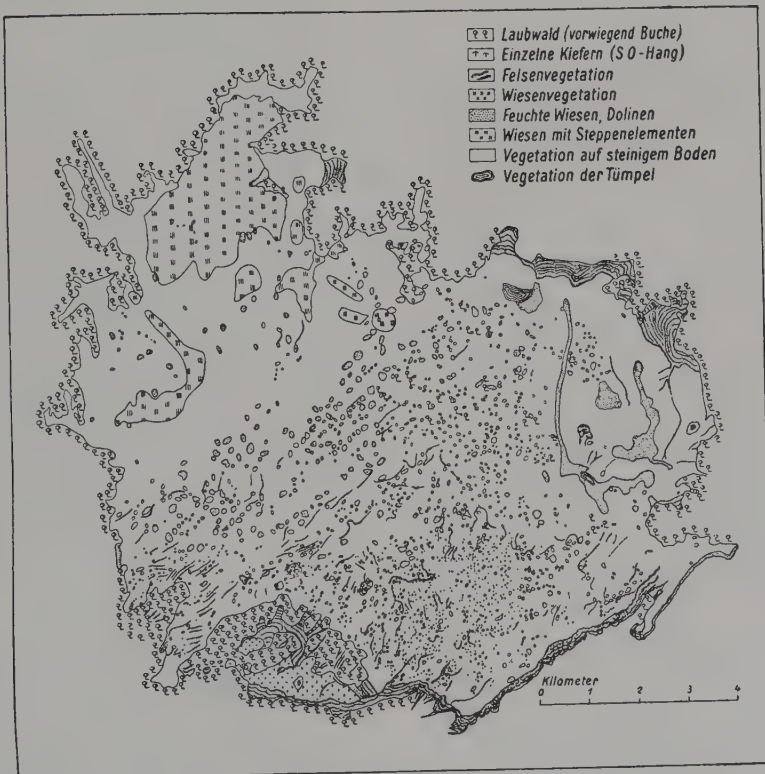 Laubwald (vorwiegend Buche)
Einzelne Kiefern (SO-Hang)
Felsenvegetation
Wiesenvegetation
Feuchte Wiesen, Dolinen
Wiesen mit Steppenelementen
Vegetation auf steinigem Boden
Vegetation der Tümpel
Kilometer
0 1 2 3 4